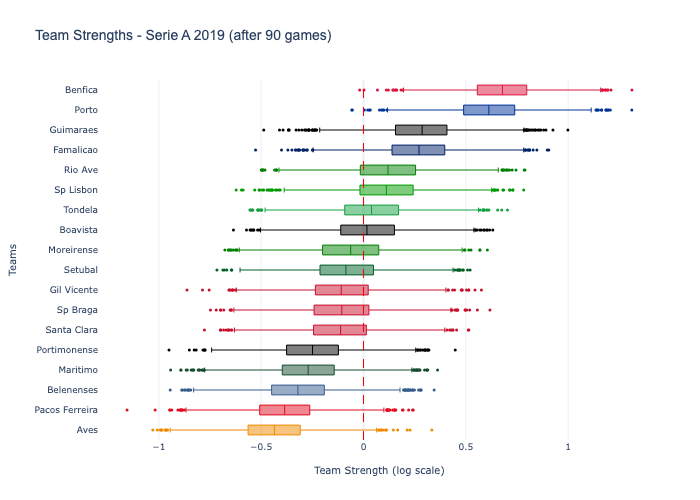 Team Strengths - Serie A 2019 (after 90 games)
Benfica
Porto
Guimaraes
Famalicao
Rio Ave
Sp Lisbon
Tondela
Boavista
Moreirense
Setubal
Gil Vicente
Sp Braga
Santa Clara
Portimonense
Maritimo
Belenenses
Pacos Ferreira
Aves
Teams
−1
−0.5
0
0.5
1
Team Strength (log scale)